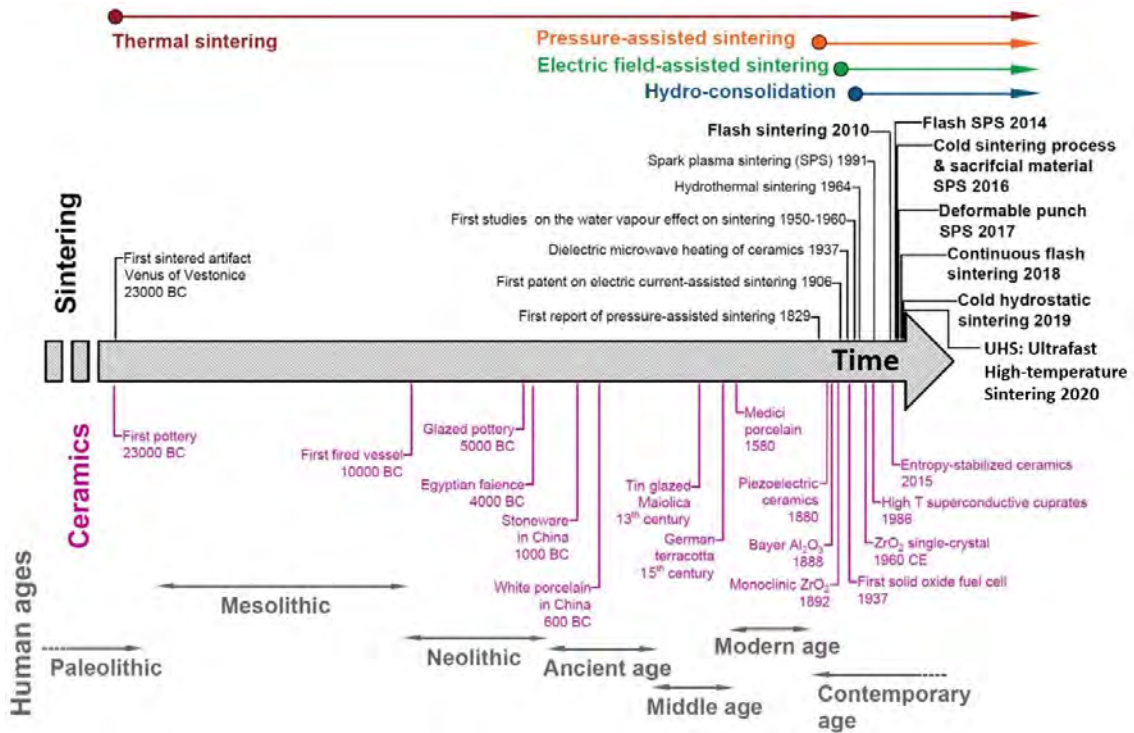 Thermal sintering
Pressure-assisted sintering
Electric field-assisted sintering
Hydro-consolidation
Flash sintering 2010
Spark plasma sintering (SPS) 1991
Hydrothermal sintering 1964
First studies on the water vapour effect on sintering 1950-1960
Dielectric microwave heating of ceramics 1937
First patent on electric current-assisted sintering 1906
First report of pressure-assisted sintering 1829
Flash SPS 2014
Cold sintering process
& sacrifcial material
SPS 2016
Deformable punch
SPS 2017
Continuous flash
sintering 2018
Cold hydrostatic
sintering 2019
UHS: Ultrafast
High-temperature
Sintering 2020
Sintering
First sintered artifact
Venus of Vestonice
23000 BC
Time
Ceramics
First pottery
23000 BC
First fired vessel
10000 BC
Glazed pottery
5000 BC
Egyptian faience
4000 BC
Stoneware
in China
1000 BC
White porcelain
in China
600 BC
Tin glazed
Maiolica
13th century
German
terracotta
15th century
Medici
porcelain
1580
Piezoelectric
ceramics
1880
Bayer Al₂O₃
1888
Monoclinic ZrO₂
1892
Entropy-stabilized ceramics
2015
High T superconductive cuprates
1986
ZrO₂ single-crystal
1960 CE
First solid oxide fuel cell
1937
Human ages
Paleolithic
Mesolithic
Neolithic
Ancient age
Middle age
Modern age
Contemporary
age